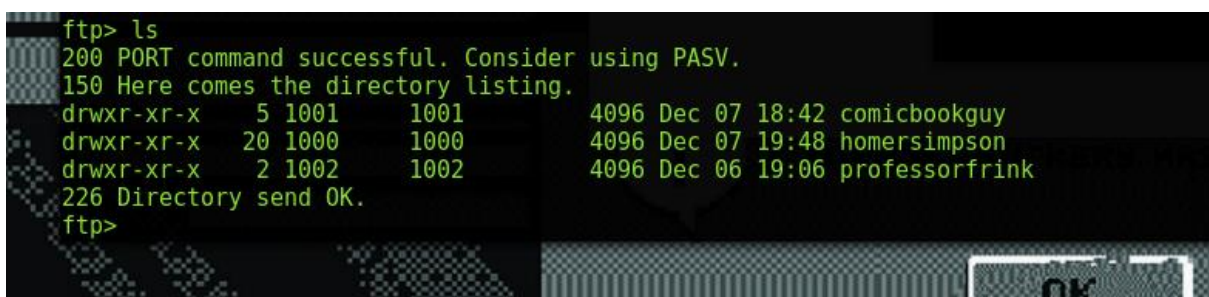 ftp> ls
200 PORT command successful. Consider using PASV.
150 Here comes the directory listing.
drwxr-xr-x    5 1001     1001         4096 Dec 07 18:42 comicbookguy
drwxr-xr-x   20 1000     1000         4096 Dec 07 19:48 homersimpson
drwxr-xr-x    2 1002     1002         4096 Dec 06 19:06 professorfrink
226 Directory send OK.
ftp>
OK